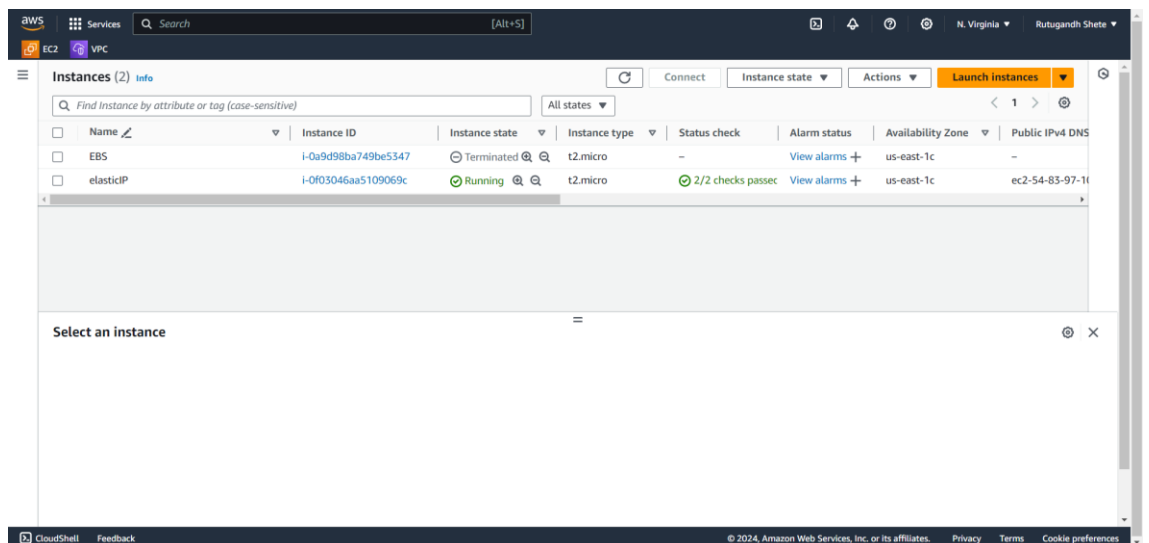 aws Services Search [Alt+S] N. Virginia Rutugandh Shete
EC2 VPC
Instances (2) Info Connect Instance state Actions Launch instances
Find Instance by attribute or tag (case-sensitive) All states 1
Name Instance ID Instance state Instance type Status check Alarm status Availability Zone Public IPv4 DNS
EBS i-0a9d98ba749be5347 Terminated t2.micro – View alarms + us-east-1c –
elasticIP i-0f03046aa5109069c Running t2.micro 2/2 checks passec View alarms + us-east-1c ec2-54-83-97-1
Select an instance
CloudShell Feedback © 2024, Amazon Web Services, Inc. or its affiliates. Privacy Terms Cookie preferences